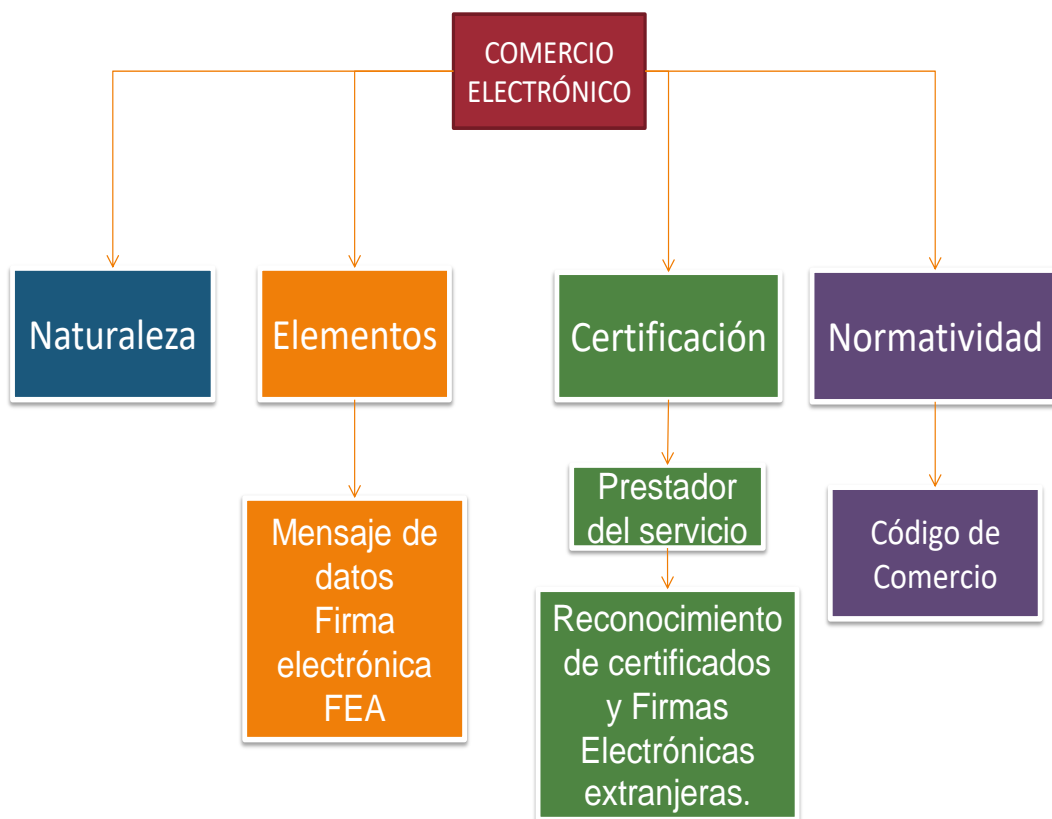 COMERCIO
ELECTRÓNICO
Naturaleza
Elementos
Certificación
Normatividad
Mensaje de
datos
Firma
electrónica
FEA
Prestador
del servicio
Reconocimiento
de certificados
y Firmas
Electrónicas
extranjeras.
Código de
Comercio